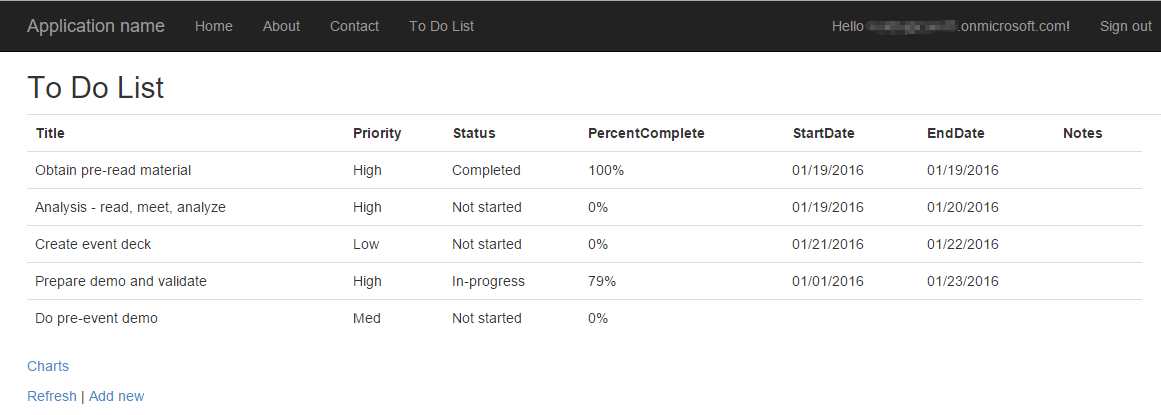 Application name Home About Contact To Do List Hello .onmicrosoft.com! Sign out
To Do List
Title Priority Status PercentComplete StartDate EndDate Notes
Obtain pre-read material High Completed 100% 01/19/2016 01/19/2016
Analysis - read, meet, analyze High Not started 0% 01/19/2016 01/20/2016
Create event deck Low Not started 0% 01/21/2016 01/22/2016
Prepare demo and validate High In-progress 79% 01/01/2016 01/23/2016
Do pre-event demo Med Not started 0%
Charts
Refresh | Add new